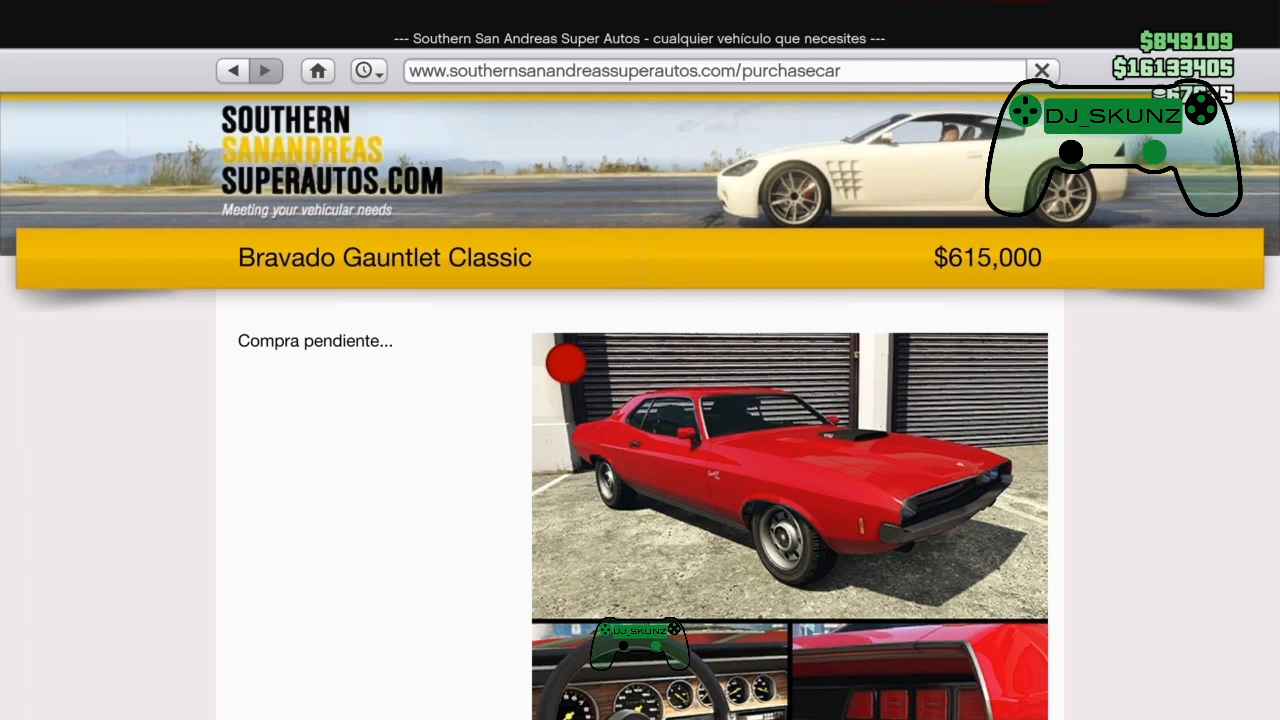 --- Southern San Andreas Super Autos - cualquier vehículo que necesites ---
$849109
www.southernsanandreassuperautos.com/purchasecar
$16133405
SOUTHERN
SANANDREAS
SUPERAUTOS.COM
DJ_SKUNZ
Meeting your vehicular needs
Bravado Gauntlet Classic
$615,000
Compra pendiente...
DJ_SKUNZ